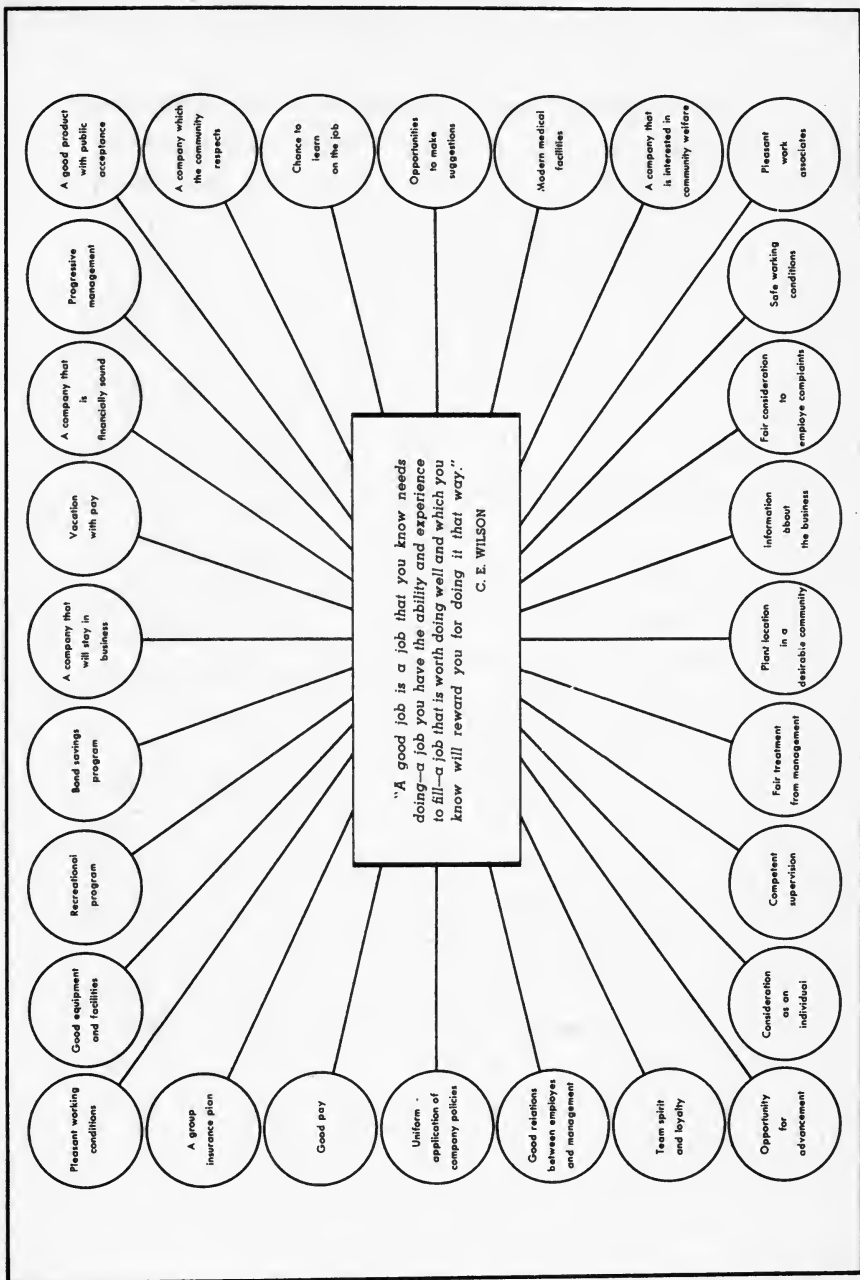 Pleasant working
conditions
Good equipment
and facilities
Recreational
program
Bond savings
program
A company that
will stay in
business
Vacation
with pay
A company that
is
financially sound
Progressive
management
A good product
with public
acceptance
A group
insurance plan
A company which
the community
respects
Good pay
Chance to
learn
on the job
"A good job is a job that you know needs
doing—a job you have the ability and experience
to fill—a job that is worth doing well and which you
know will reward you for doing it that way."
C. E. WILSON
Uniform -
application of
company policies
Opportunities
to make
suggestions
Good relations
between employes
and management
Modern medical
facilities
Team spirit
and loyalty
A company that
is interested in
community welfare
Opportunity
for
advancement
Consideration
as an
individual
Competent
supervision
Fair treatment
from management
Plant location
in a
desirable community
Information
bbout
the business
Fair consideration
to
employe complaints
Safe working
conditions
Pleasant
work
associates